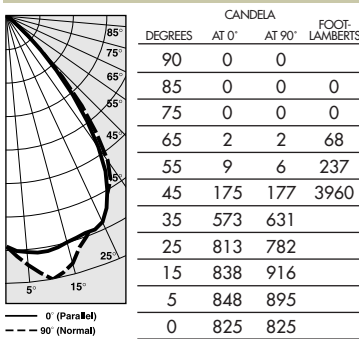 85°
75°
65°
55°
45°
35°
25°
15°
5°
0° (Parallel)
90° (Normal)
CANDELA
DEGREES AT 0° AT 90° FOOT-LAMBERTS
90 0 0
85 0 0 0
75 0 0 0
65 2 2 68
55 9 6 237
45 175 177 3960
35 573 631
25 813 782
15 838 916
5 848 895
0 825 825